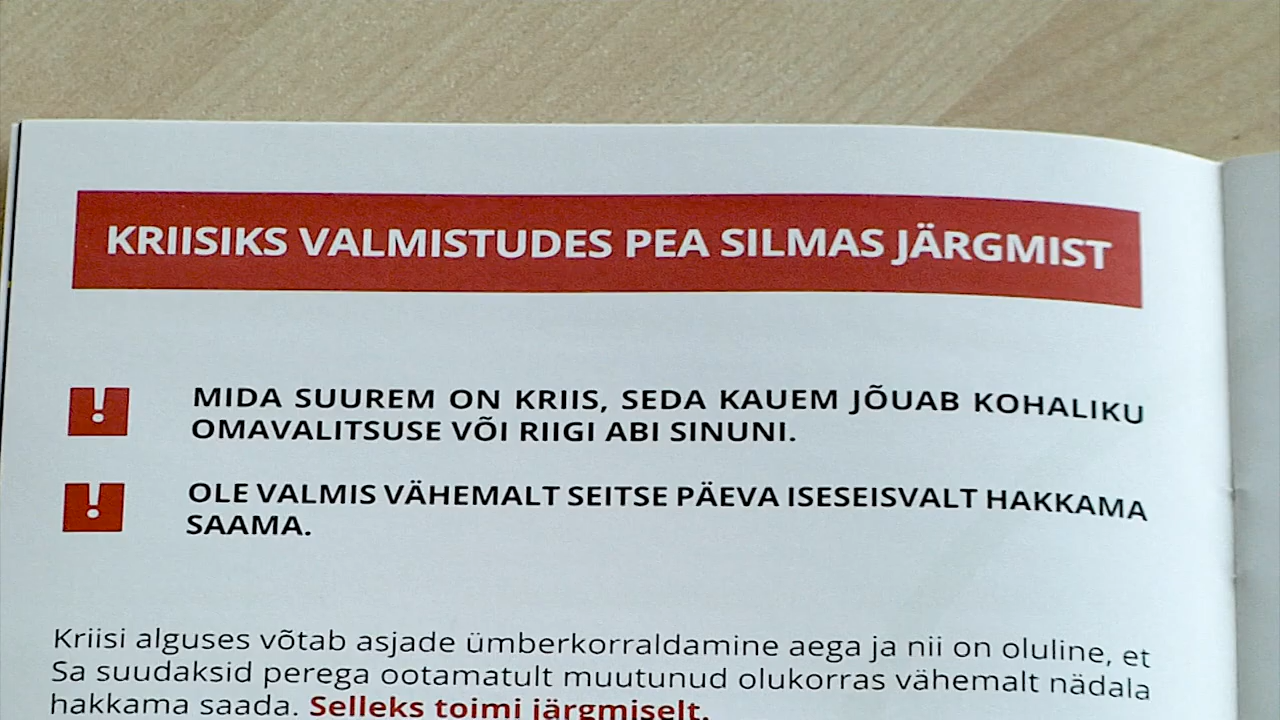 KRIISIKS VALMISTUDES PEA SILMAS JÄRGMIST
MIDA SUUREM ON KRIIS, SEDA KAUEM JÕUAB KOHALIKU
OMAVALITSUSE VÕI RIIGI ABI SINUNI.
OLE VALMIS VÄHEMALT SEITSE PÄEVA ISESEISVALT HAKKAMA
SAAMA.
Kriisi alguses võtab asjade ümberkorraldamine aega ja nii on oluline, et
Sa suudaksid perega ootamatult muutunud olukorras vähemalt nädala
hakkama saada. Selleks toimi järgmiselt.